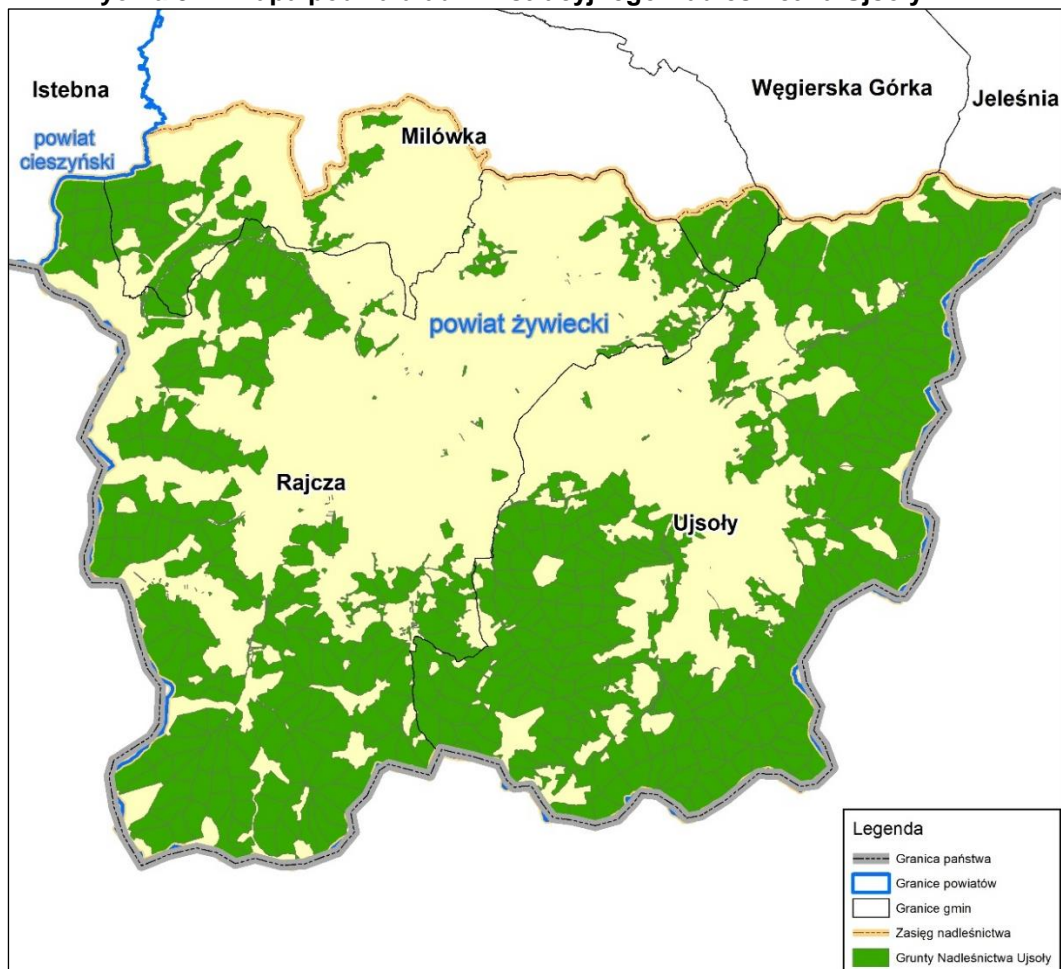 Istebna
Węgierska Górka
Jeleśnia
powiat
cieszyński
Milówka
powiat żywiecki
Rajcza
Ujsoły
Legenda
Granica państwa
Granice powiatów
Granice gmin
Zasięg nadleśnictwa
Grunty Nadleśnictwa Ujsoły